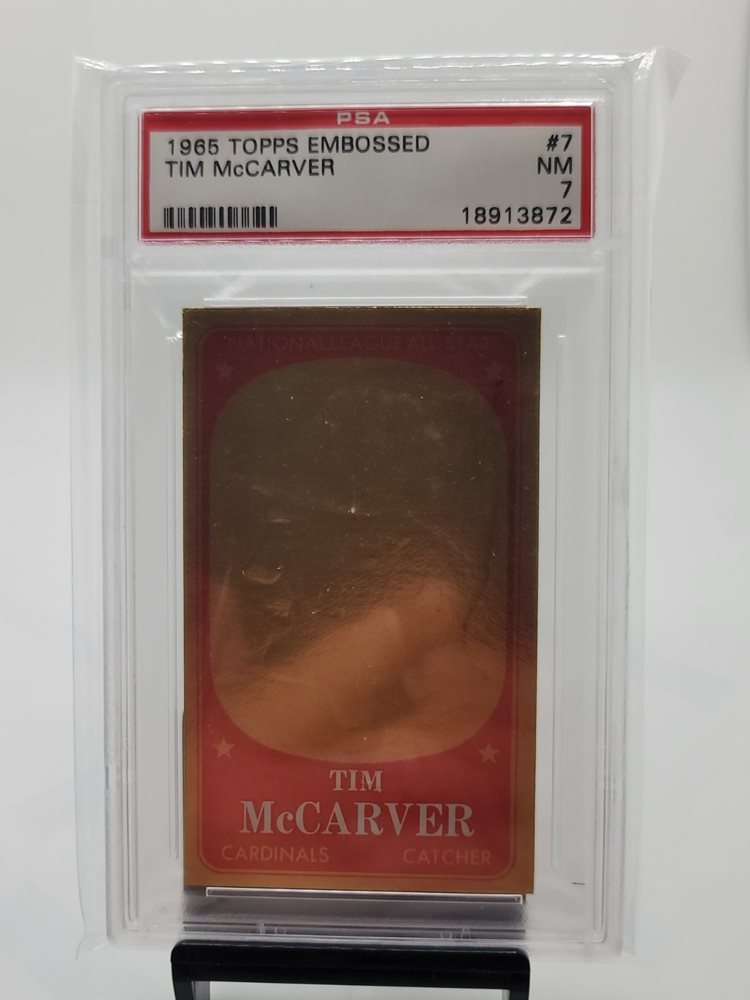 PSA
1965 TOPPS EMBOSSED #7
TIM McCARVER NM
7
18913872
NATIONAL LEAGUE ALL STAR
TIM
McCARVER
CARDINALS CATCHER